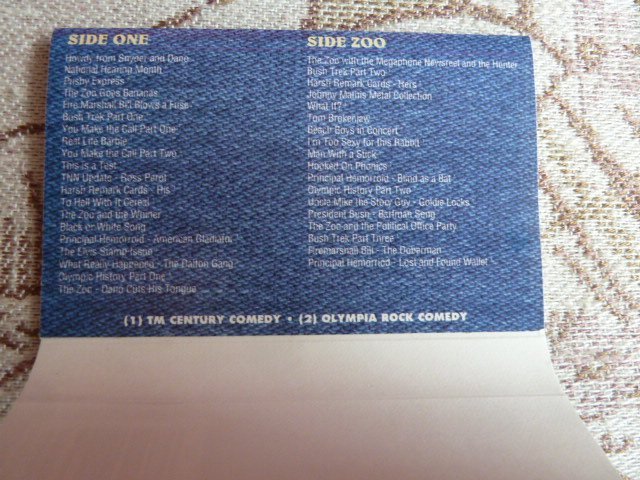 SIDE ONE
Howdy from Snyder and Dano
National Hearing Month
Pushy Express
The Zoo Goes Bananas
Fire Marshall Bill Blows a Fuse
Bush Trek Part One
You Make the Call Part One
Real Life Barbie
You Make the Call Part Two
This is a Test
TNN Update - Ross Perot
Harsh Remark Cards - His
To Hell With It Cereal
The Zoo and the Whiner
Black or White Song
Principal Hemorroid - American Gladiator
The Elvis Stamp Issue
What Really Happening - The Dalton Gang
Olympic History Part One
The Zoo - Dano Cuts His Tongue
SIDE ZOO
The Zoo with the Megaphone Newsreel and the Hunter
Bush Trek Part Two
Harsh Remark Cards - Hers
Johnny Mathis Metal Collection
What If?
Tom Brokenjaw
Beach Boys in Concert
I'm Too Sexy for this Rabbit
Man With a Stick
Hooked On Phonics
Principal Hemorroid - Blind as a Bat
Olympic History Part Two
Uncle Mike the Story Guy - Goldie Locks
President Bush - Barfman Song
The Zoo and the Political Office Party
Bush Trek Part Three
Firemarshall Bill - The Doberman
Principal Hemorriod - Lost and Found Wallet
(1) TM CENTURY COMEDY • (2) OLYMPIA ROCK COMEDY